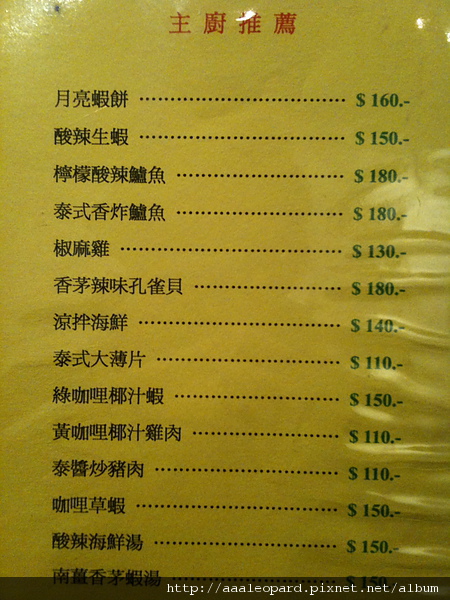 主廚推薦
月亮蝦餅 ·································· $ 160.-
酸辣生蝦 ·································· $ 150.-
檸檬酸辣鱸魚 ···························· $ 180.-
泰式香炸鱸魚 ···························· $ 180.-
椒麻雞 ····································· $ 130.-
香茅辣味孔雀貝 ························· $ 180.-
涼拌海鮮 ·································· $ 140.-
泰式大薄片 ······························· $ 110.-
綠咖哩椰汁蝦 ···························· $ 150.-
黃咖哩椰汁雞肉 ························· $ 110.-
泰醬炒豬肉 ······························· $ 110.-
咖哩草蝦 ·································· $ 150.-
酸辣海鮮湯 ······························· $ 150.-
南薑香茅蝦湯 ···························· $ 150.-
http://aaaleopard.pixnet.net/album